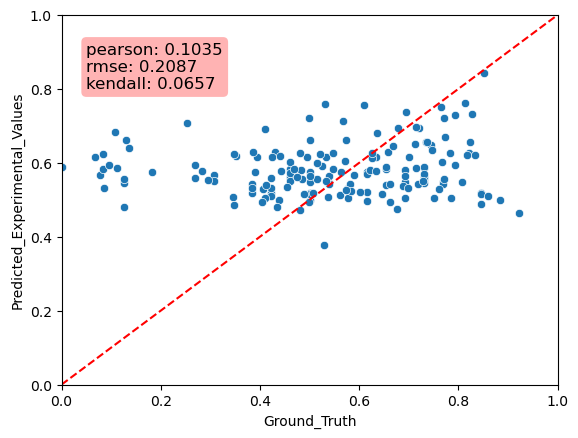 pearson: 0.1035
rmse: 0.2087
kendall: 0.0657
1.0
0.8
0.6
0.4
0.2
0.0
Predicted_Experimental_Values
0.0 0.2 0.4 0.6 0.8 1.0
Ground_Truth